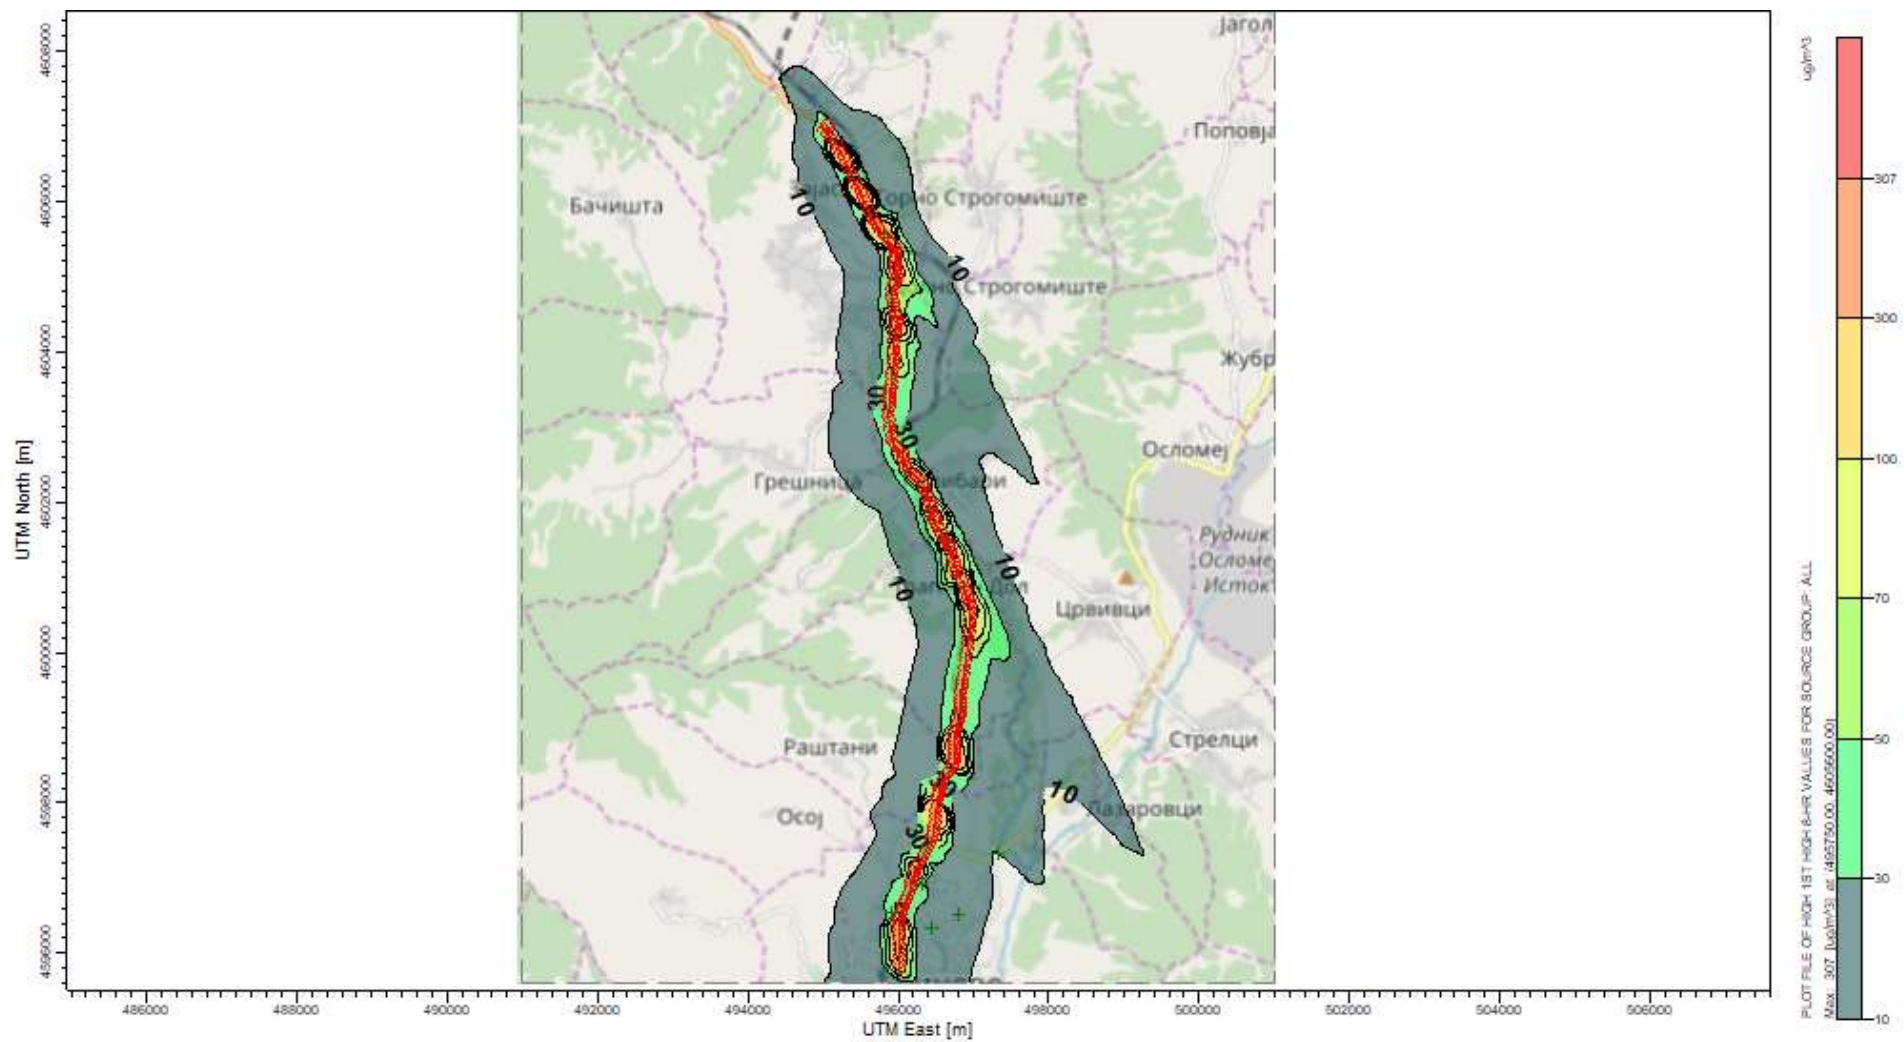 4608000
4606000
4604000
4602000
4600000
4598000
4596000
UTM North [m]
486000
488000
490000
492000
494000
496000
498000
500000
502000
504000
506000
UTM East [m]
Јагол
Поповја
Бачишта
Горно Строгомиште
Строгомиште
Жубр
Осломеј
Грешница
Рудник
Ослome
Исток
Црвивци
Раштани
Стрелци
Осој
Лазаровци
10
10
30
30
10
10
10
30
30
PLOT FILE OF HIGH 1ST HIGH 8-HR VALUES FOR SOURCE GROUP: ALL
Max: 307 [ug/m^3] at (495750.00, 4605600.00)
ug/m^3
307
300
100
70
50
30
10